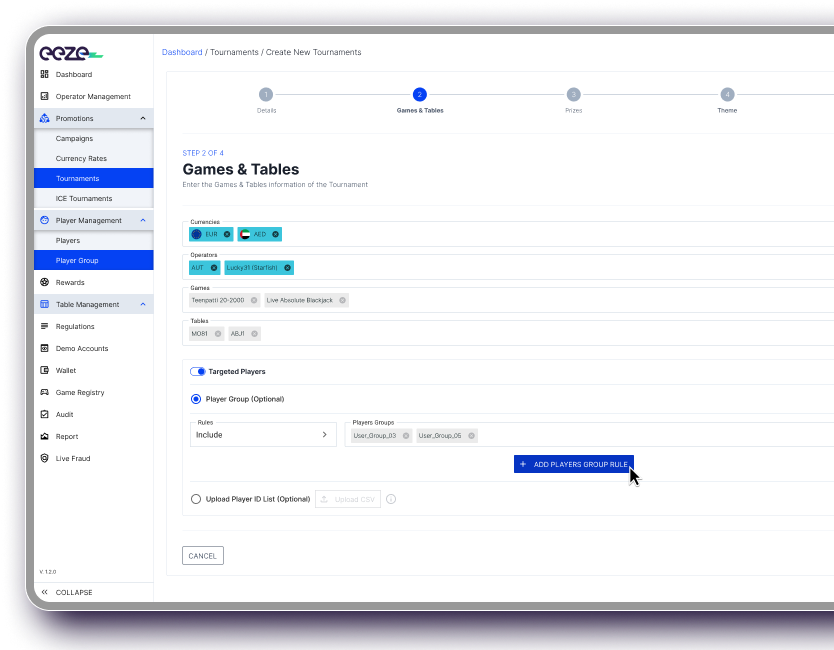 eeze
Dashboard
Operator Management
Promotions
Campaigns
Currency Rates
Tournaments
ICE Tournaments
Player Management
Players
Player Group
Rewards
Table Management
Regulations
Demo Accounts
Wallet
Game Registry
Audit
Report
Live Fraud
V. 1.2.0
COLLAPSE
Dashboard / Tournaments / Create New Tournaments
1 2 3 4
Details Games & Tables Prizes Theme
STEP 2 OF 4
Games & Tables
Enter the Games & Tables information of the Tournament
Currencies
EUR AED
Operators
AUT Lucky31 (Starfish)
Games
Teenpatti 20-2000 Live Absolute Blackjack
Tables
MOB1 ABJ1
Targeted Players
Player Group (Optional)
Rules Players Groups
Include User_Group_03 User_Group_05
+ ADD PLAYERS GROUP RULE
Upload Player ID List (Optional) Upload CSV
CANCEL